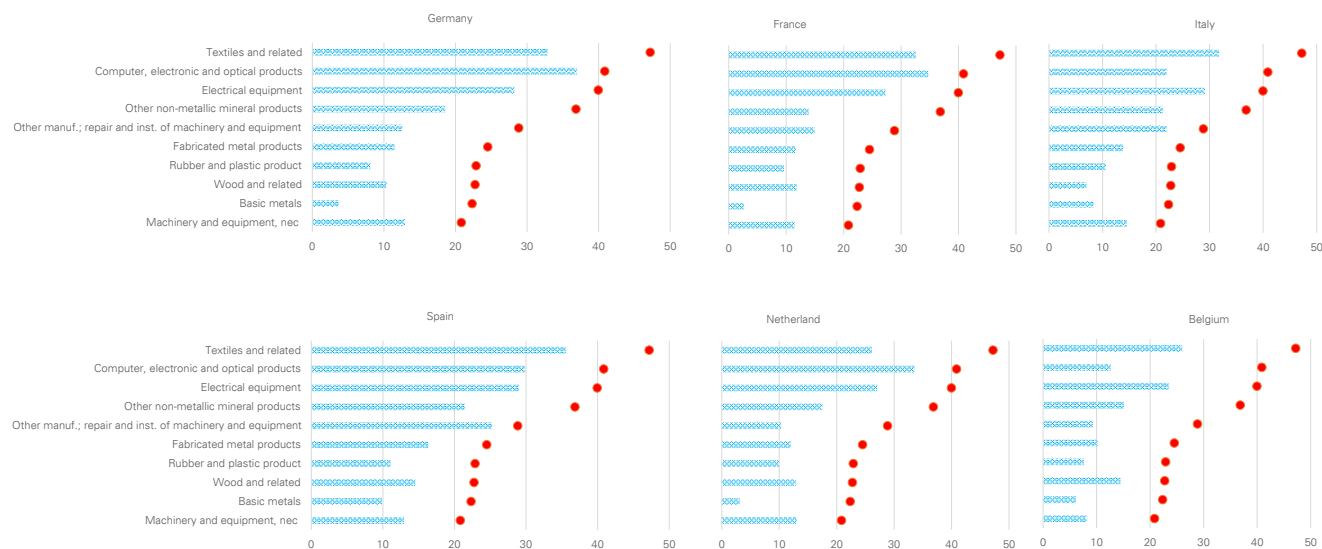 Germany
France
Italy
Textiles and related
Computer, electronic and optical products
Electrical equipment
Other non-metallic mineral products
Other manuf.; repair and inst. of machinery and equipment
Fabricated metal products
Rubber and plastic product
Wood and related
Basic metals
Machinery and equipment, nec
0 10 20 30 40 50
0 10 20 30 40 50
0 10 20 30 40 50
Spain
Netherland
Belgium
Textiles and related
Computer, electronic and optical products
Electrical equipment
Other non-metallic mineral products
Other manuf.; repair and inst. of machinery and equipment
Fabricated metal products
Rubber and plastic product
Wood and related
Basic metals
Machinery and equipment, nec
0 10 20 30 40 50
0 10 20 30 40 50
0 10 20 30 40 50